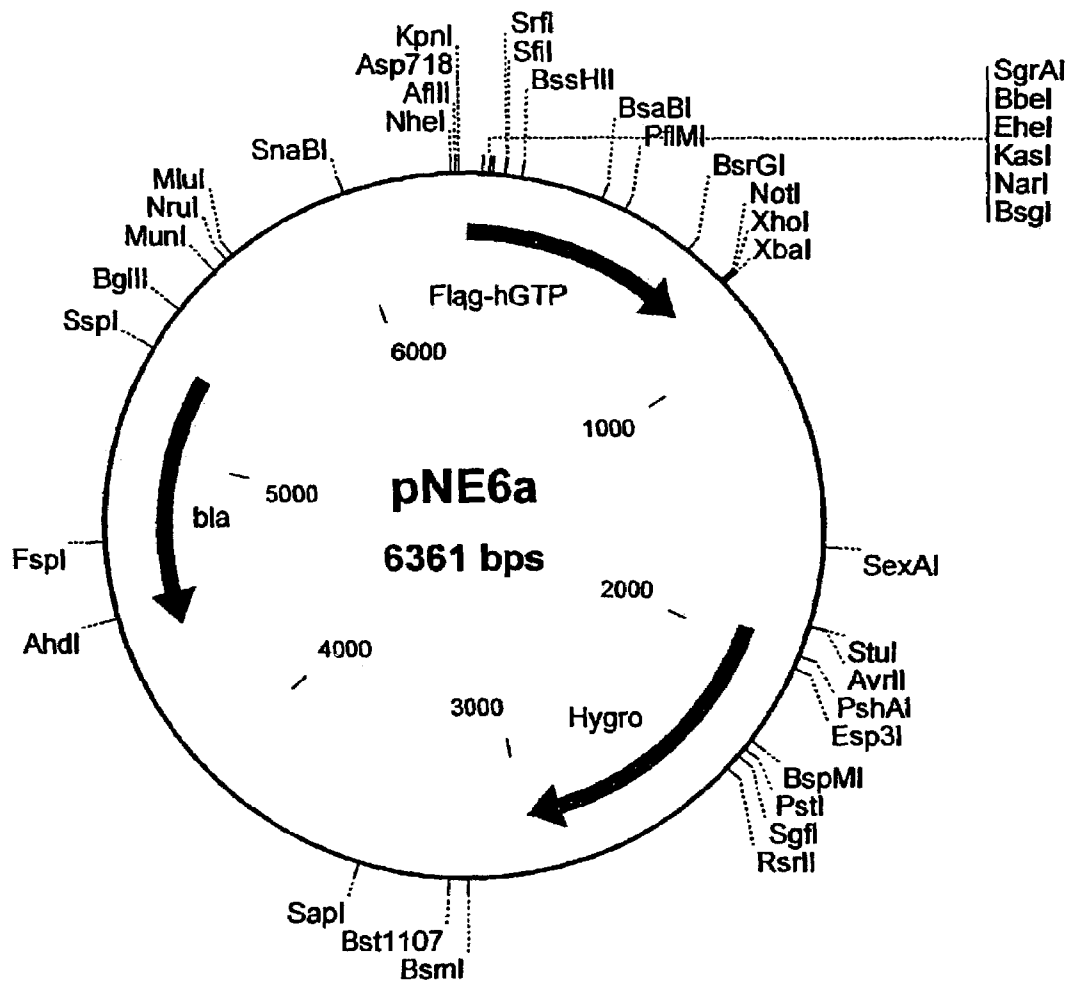 KpnI
Asp718
AflII
NheI
SrfI
SfiI
BssHII
BsaBI
PflMI
SgrAI
BbeI
EheI
KasI
NarI
BsgI
BsrGI
NotI
XhoI
XbaI
SnaBI
MluI
NruI
MunI
BglII
SspI
Flag-hGTP
6000
1000
pNE6a
6361 bps
5000
bla
2000
4000
3000
Hygro
FspI
AhdI
SexAI
StuI
AvrII
PshAI
Esp3I
BspMI
PstI
SgfI
RsrII
SapI
Bst1107
BsmI